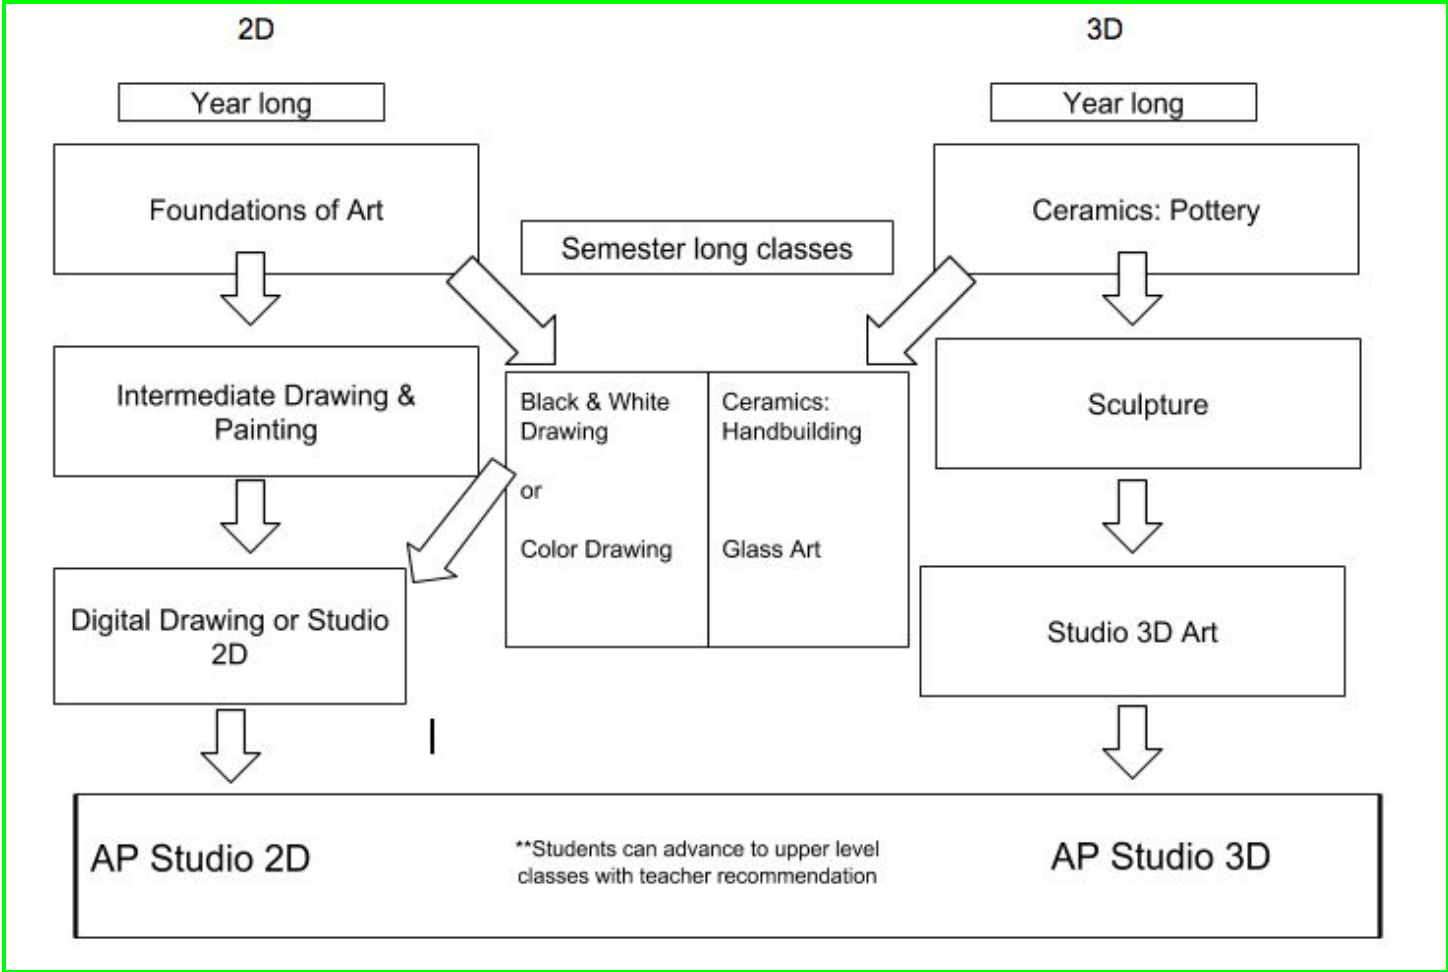 2D
3D
Year long
Year long
Foundations of Art
Ceramics: Pottery
Semester long classes
Intermediate Drawing &
Painting
Black & White
Drawing
or
Color Drawing
Ceramics:
Handbuilding
Glass Art
Sculpture
Digital Drawing or Studio
2D
Studio 3D Art
AP Studio 2D
**Students can advance to upper level
classes with teacher recommendation
AP Studio 3D